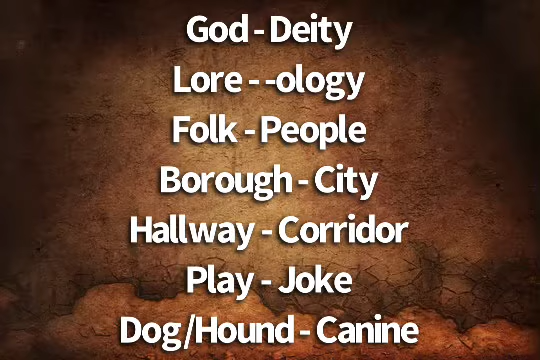 God - Deity
Lore - -ology
Folk - People
Borough - City
Hallway - Corridor
Play - Joke
Dog/Hound - Canine